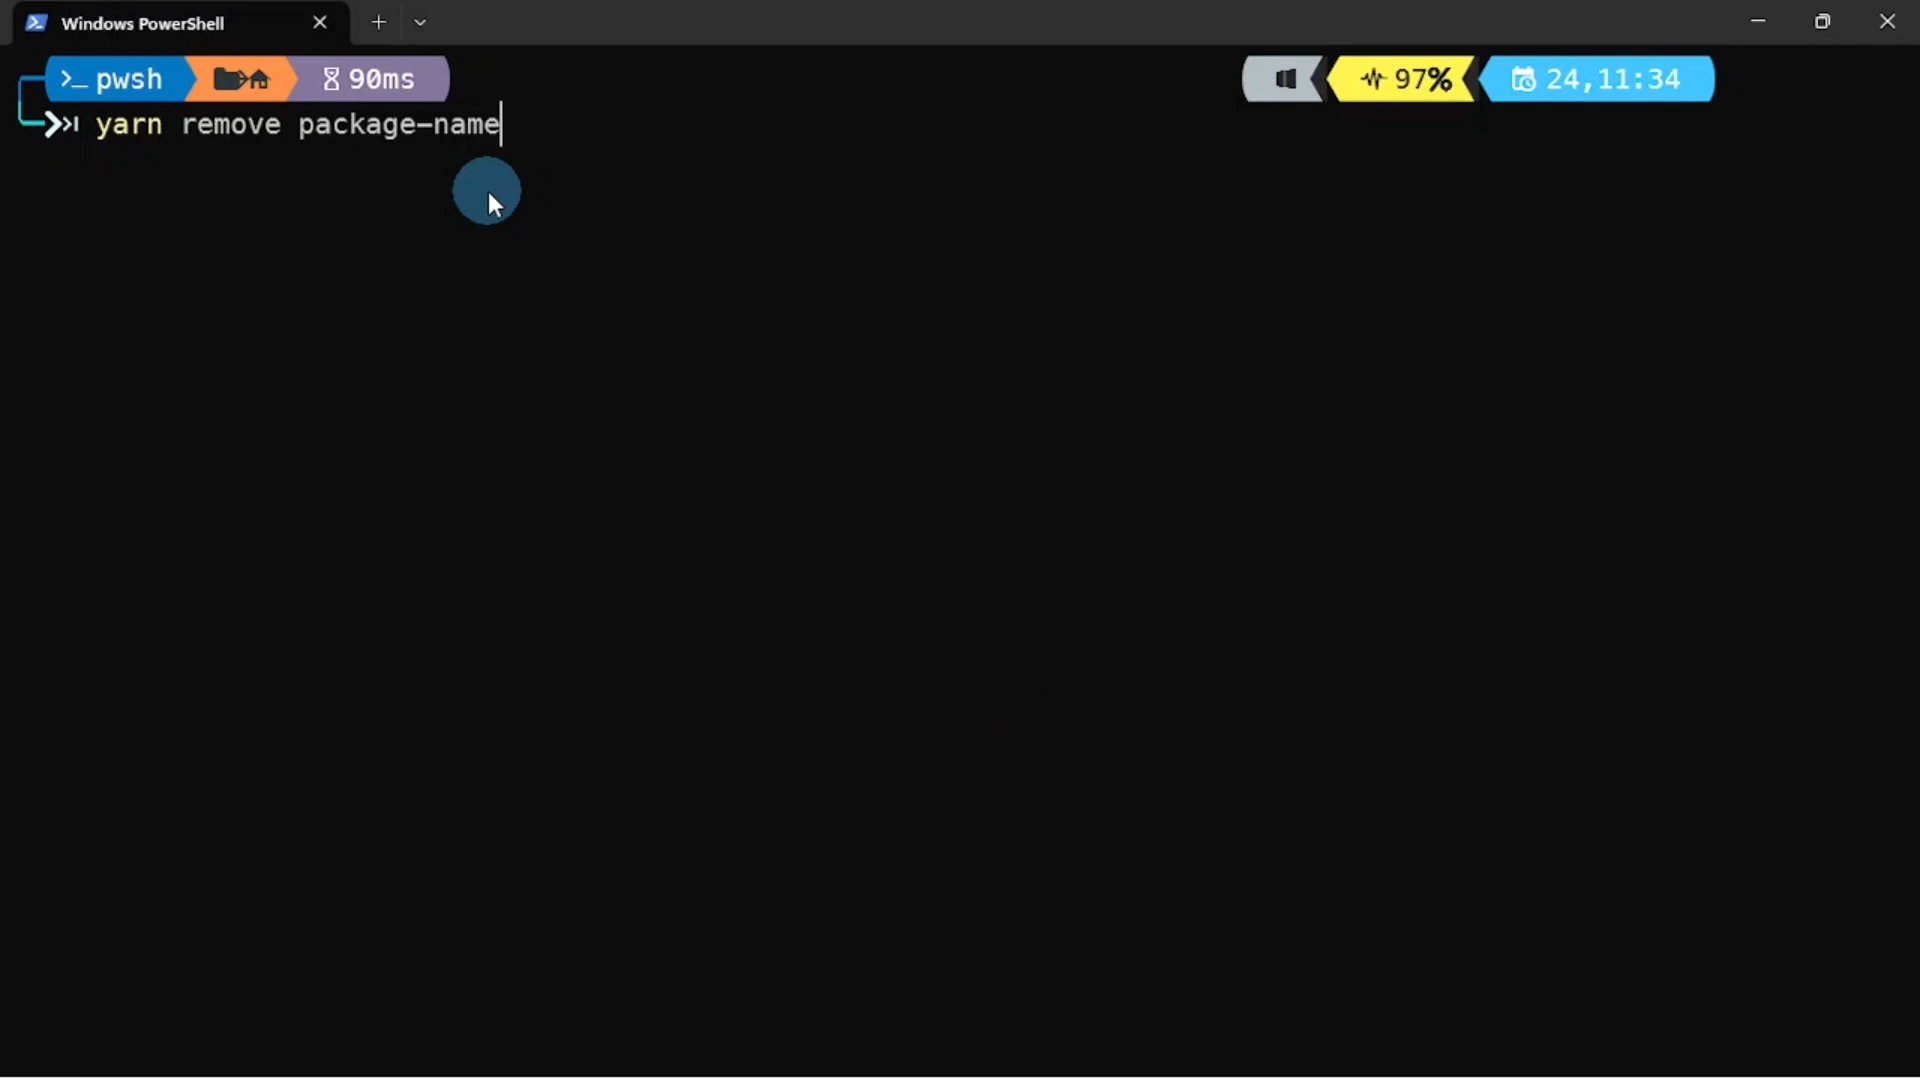 Windows PowerShell
>_ pwsh 90ms 97% 24,11:34
yarn remove package-name